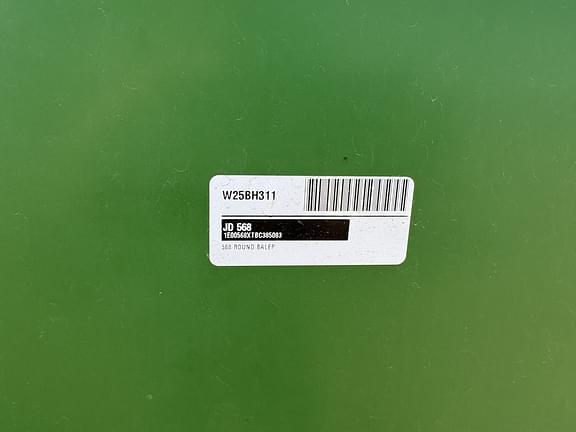 W25BH311
JD 568
1E00568XTBC385083
568 ROUND BALER